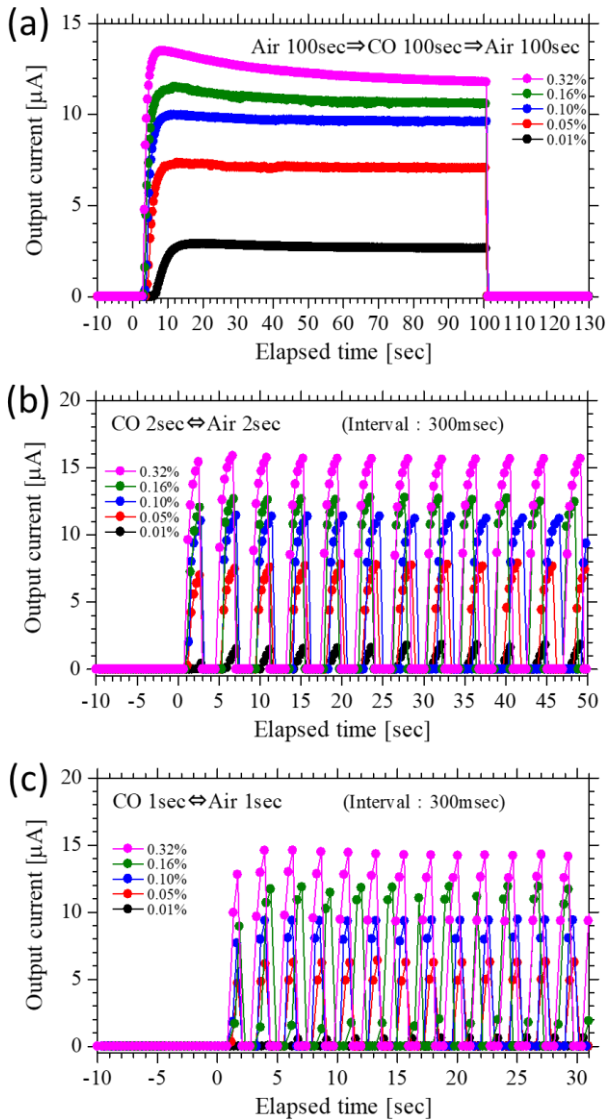 (a)
Air 100sec⇒CO 100sec⇒Air 100sec
0.32%
0.16%
0.10%
0.05%
0.01%
15
10
5
0
Output current [μA]
-10 0 10 20 30 40 50 60 70 80 90 100 110 120 130
Elapsed time [sec]
(b)
CO 2sec⇔Air 2sec (Interval : 300msec)
0.32%
0.16%
0.10%
0.05%
0.01%
20
15
10
5
0
Output current [μA]
-10 -5 0 5 10 15 20 25 30 35 40 45 50
Elapsed time [sec]
(c)
CO 1sec⇔Air 1sec (Interval : 300msec)
0.32%
0.16%
0.10%
0.05%
0.01%
20
15
10
5
0
Output current [μA]
-10 -5 0 5 10 15 20 25 30
Elapsed time [sec]